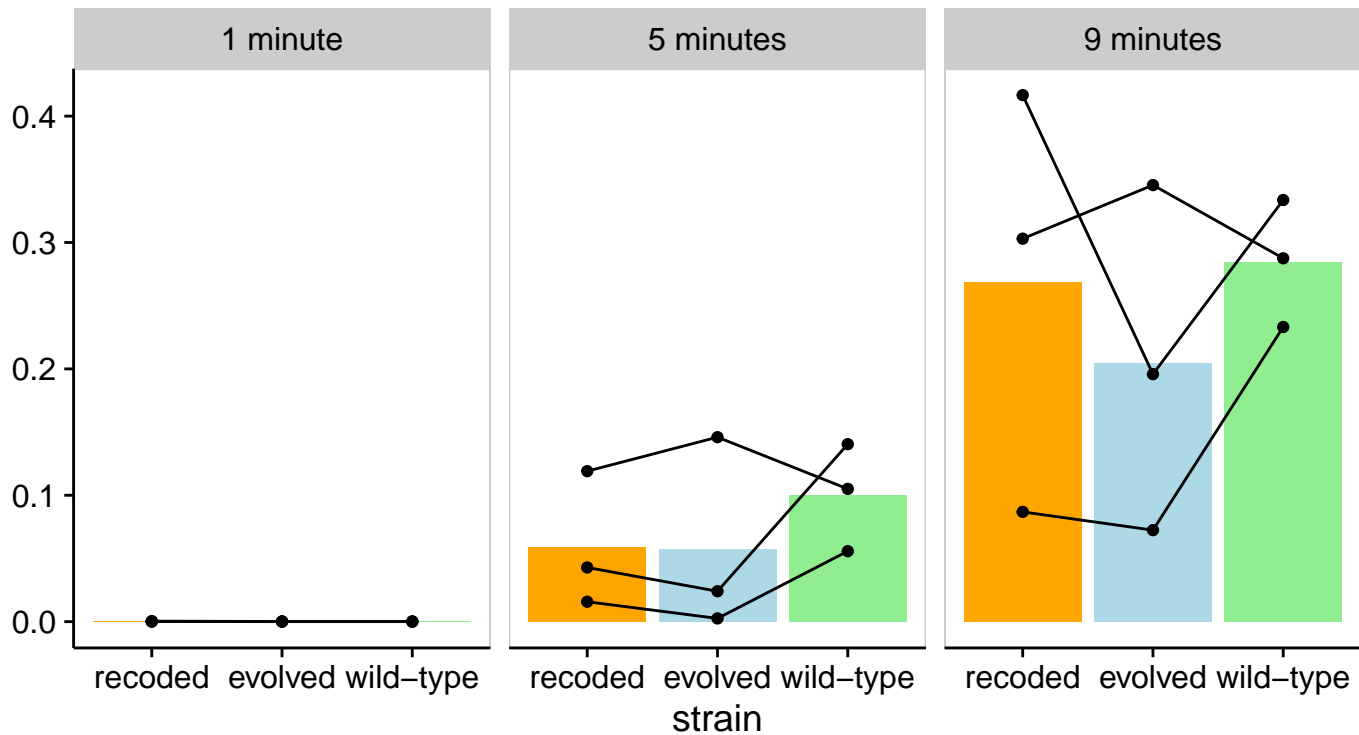 1 minute 5 minutes 9 minutes
0.4
0.3
0.2
0.1
0.0
recoded evolved wild−type recoded evolved wild−type recoded evolved wild−type
strain